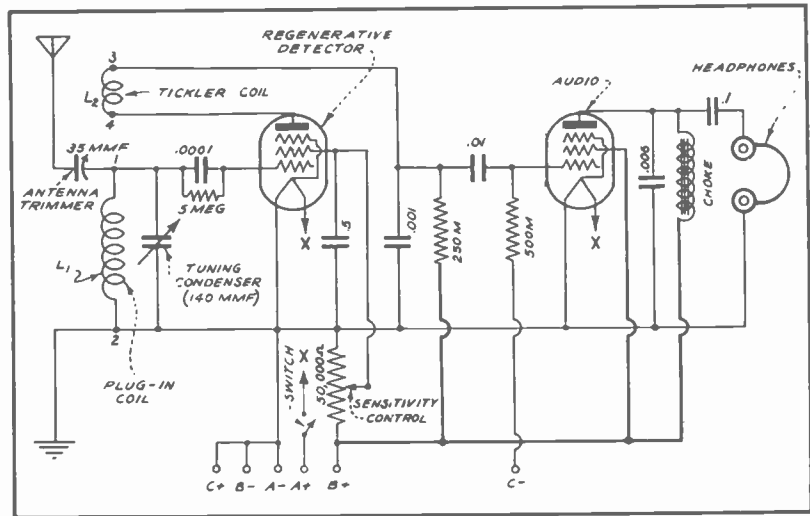 REGENERATIVE
DETECTOR
HEADPHONES
AUDIO
3
L2
TICKLER COIL
4
35 MMF
1
.0001
.01
.1
ANTENNA
TRIMMER
5 MEG
X
.5
.001
250 M
500 M
X
.006
CHOKE
L1
TUNING
CONDENSER
(140 MMF)
2
PLUG-IN
COIL
X
SWITCH
50,000Ω
SENSITIVITY
CONTROL
C+ B- A- A+ B+ C-